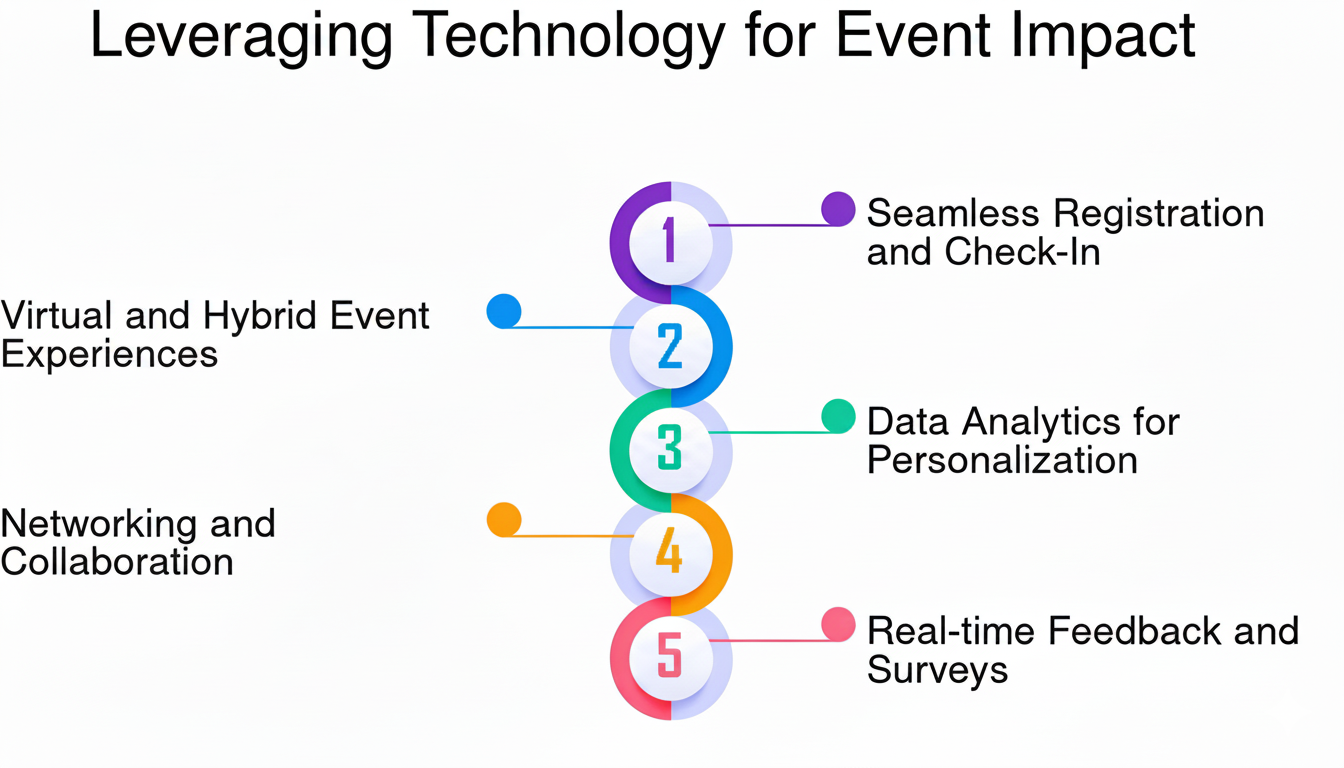 Leveraging Technology for Event Impact
1
Seamless Registration
and Check-In
Virtual and Hybrid Event
Experiences
2
3
Data Analytics for
Personalization
Networking and
Collaboration
4
5
Real-time Feedback and
Surveys